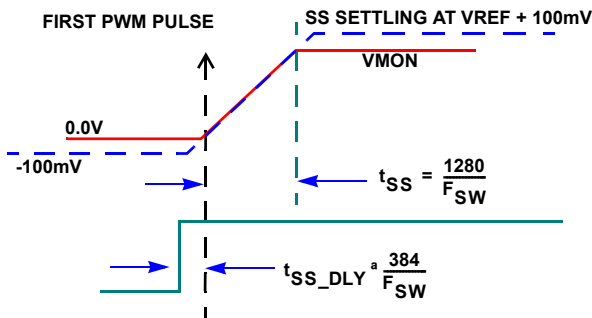 FIRST PWM PULSE
SS SETTLING AT VREF + 100mV
VMON
0.0V
-100mV
tSS = 1280/FSW
tSS_DLY a 384/FSW